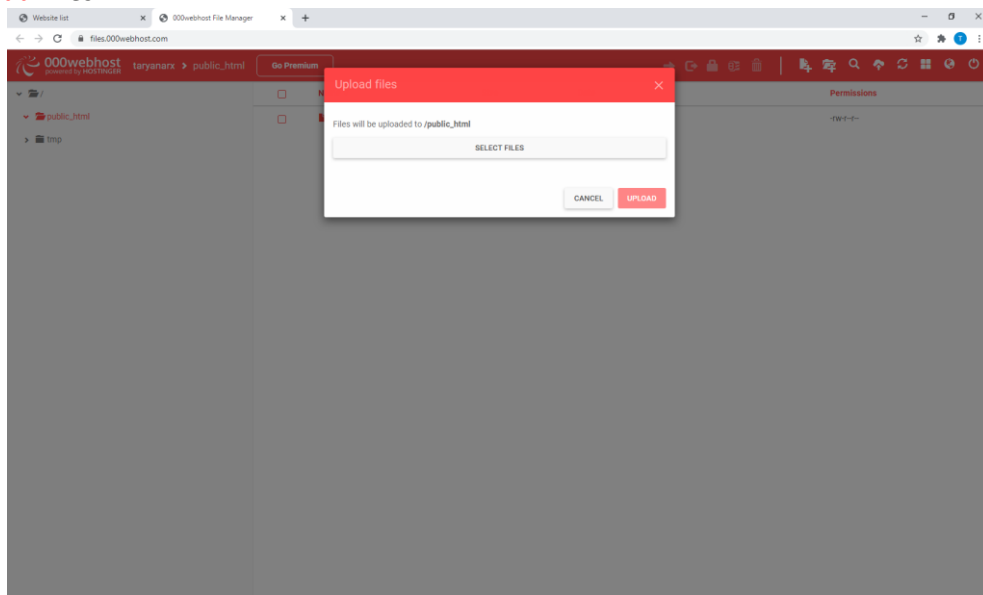 Website list
000webhost File Manager
files.000webhost.com
T
000webhost
powered by HOSTINGER
taryanarx > public_html
Go Premium
Upload files
Files will be uploaded to /public_html
SELECT FILES
CANCEL
UPLOAD
/
public_html
tmp
N
Permissions
-rw-r--r--